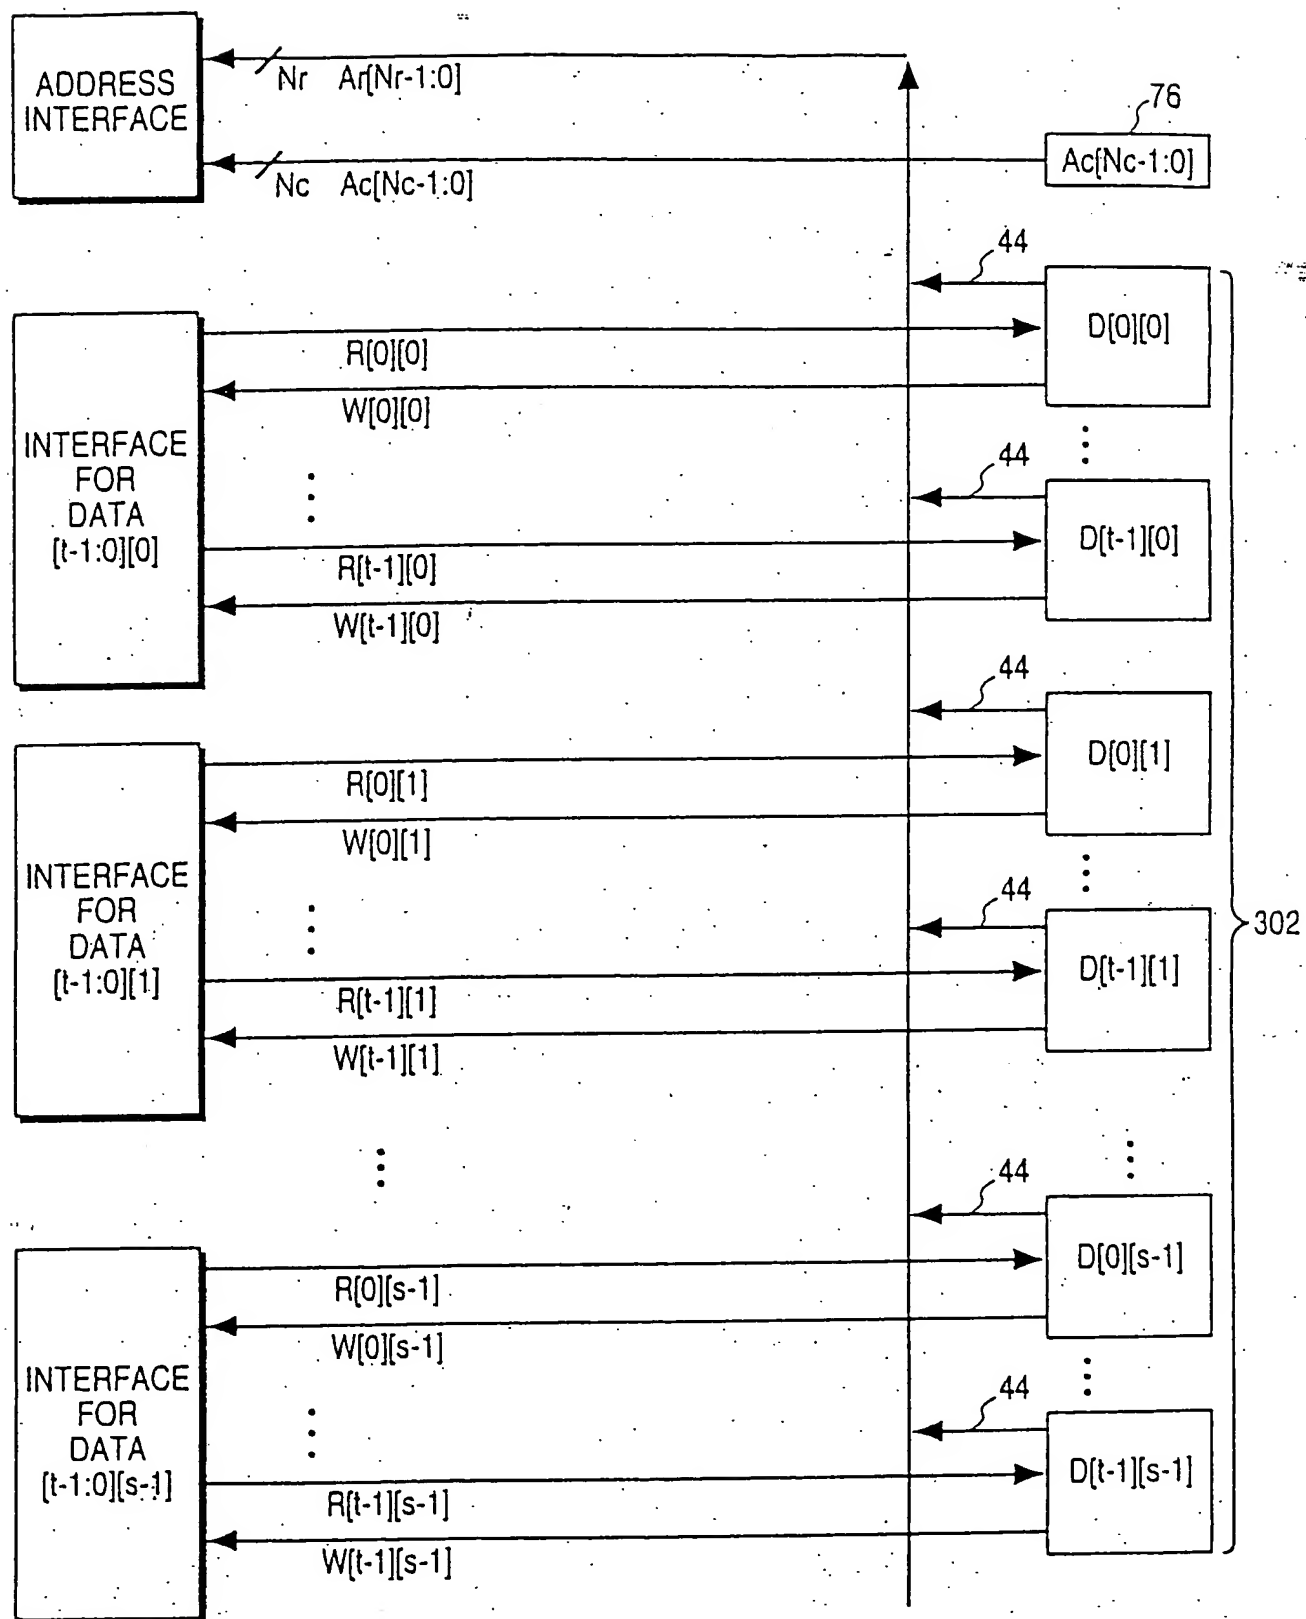 ADDRESS
INTERFACE
Nr Ar[Nr-1:0]
Nc Ac[Nc-1:0]
76
Ac[Nc-1:0]
INTERFACE
FOR
DATA
[t-1:0][0]
44
D[0][0]
R[0][0]
W[0][0]
44
D[t-1][0]
R[t-1][0]
W[t-1][0]
INTERFACE
FOR
DATA
[t-1:0][1]
44
D[0][1]
R[0][1]
W[0][1]
44
D[t-1][1]
R[t-1][1]
W[t-1][1]
302
INTERFACE
FOR
DATA
[t-1:0][s-1]
44
D[0][s-1]
R[0][s-1]
W[0][s-1]
44
D[t-1][s-1]
R[t-1][s-1]
W[t-1][s-1]